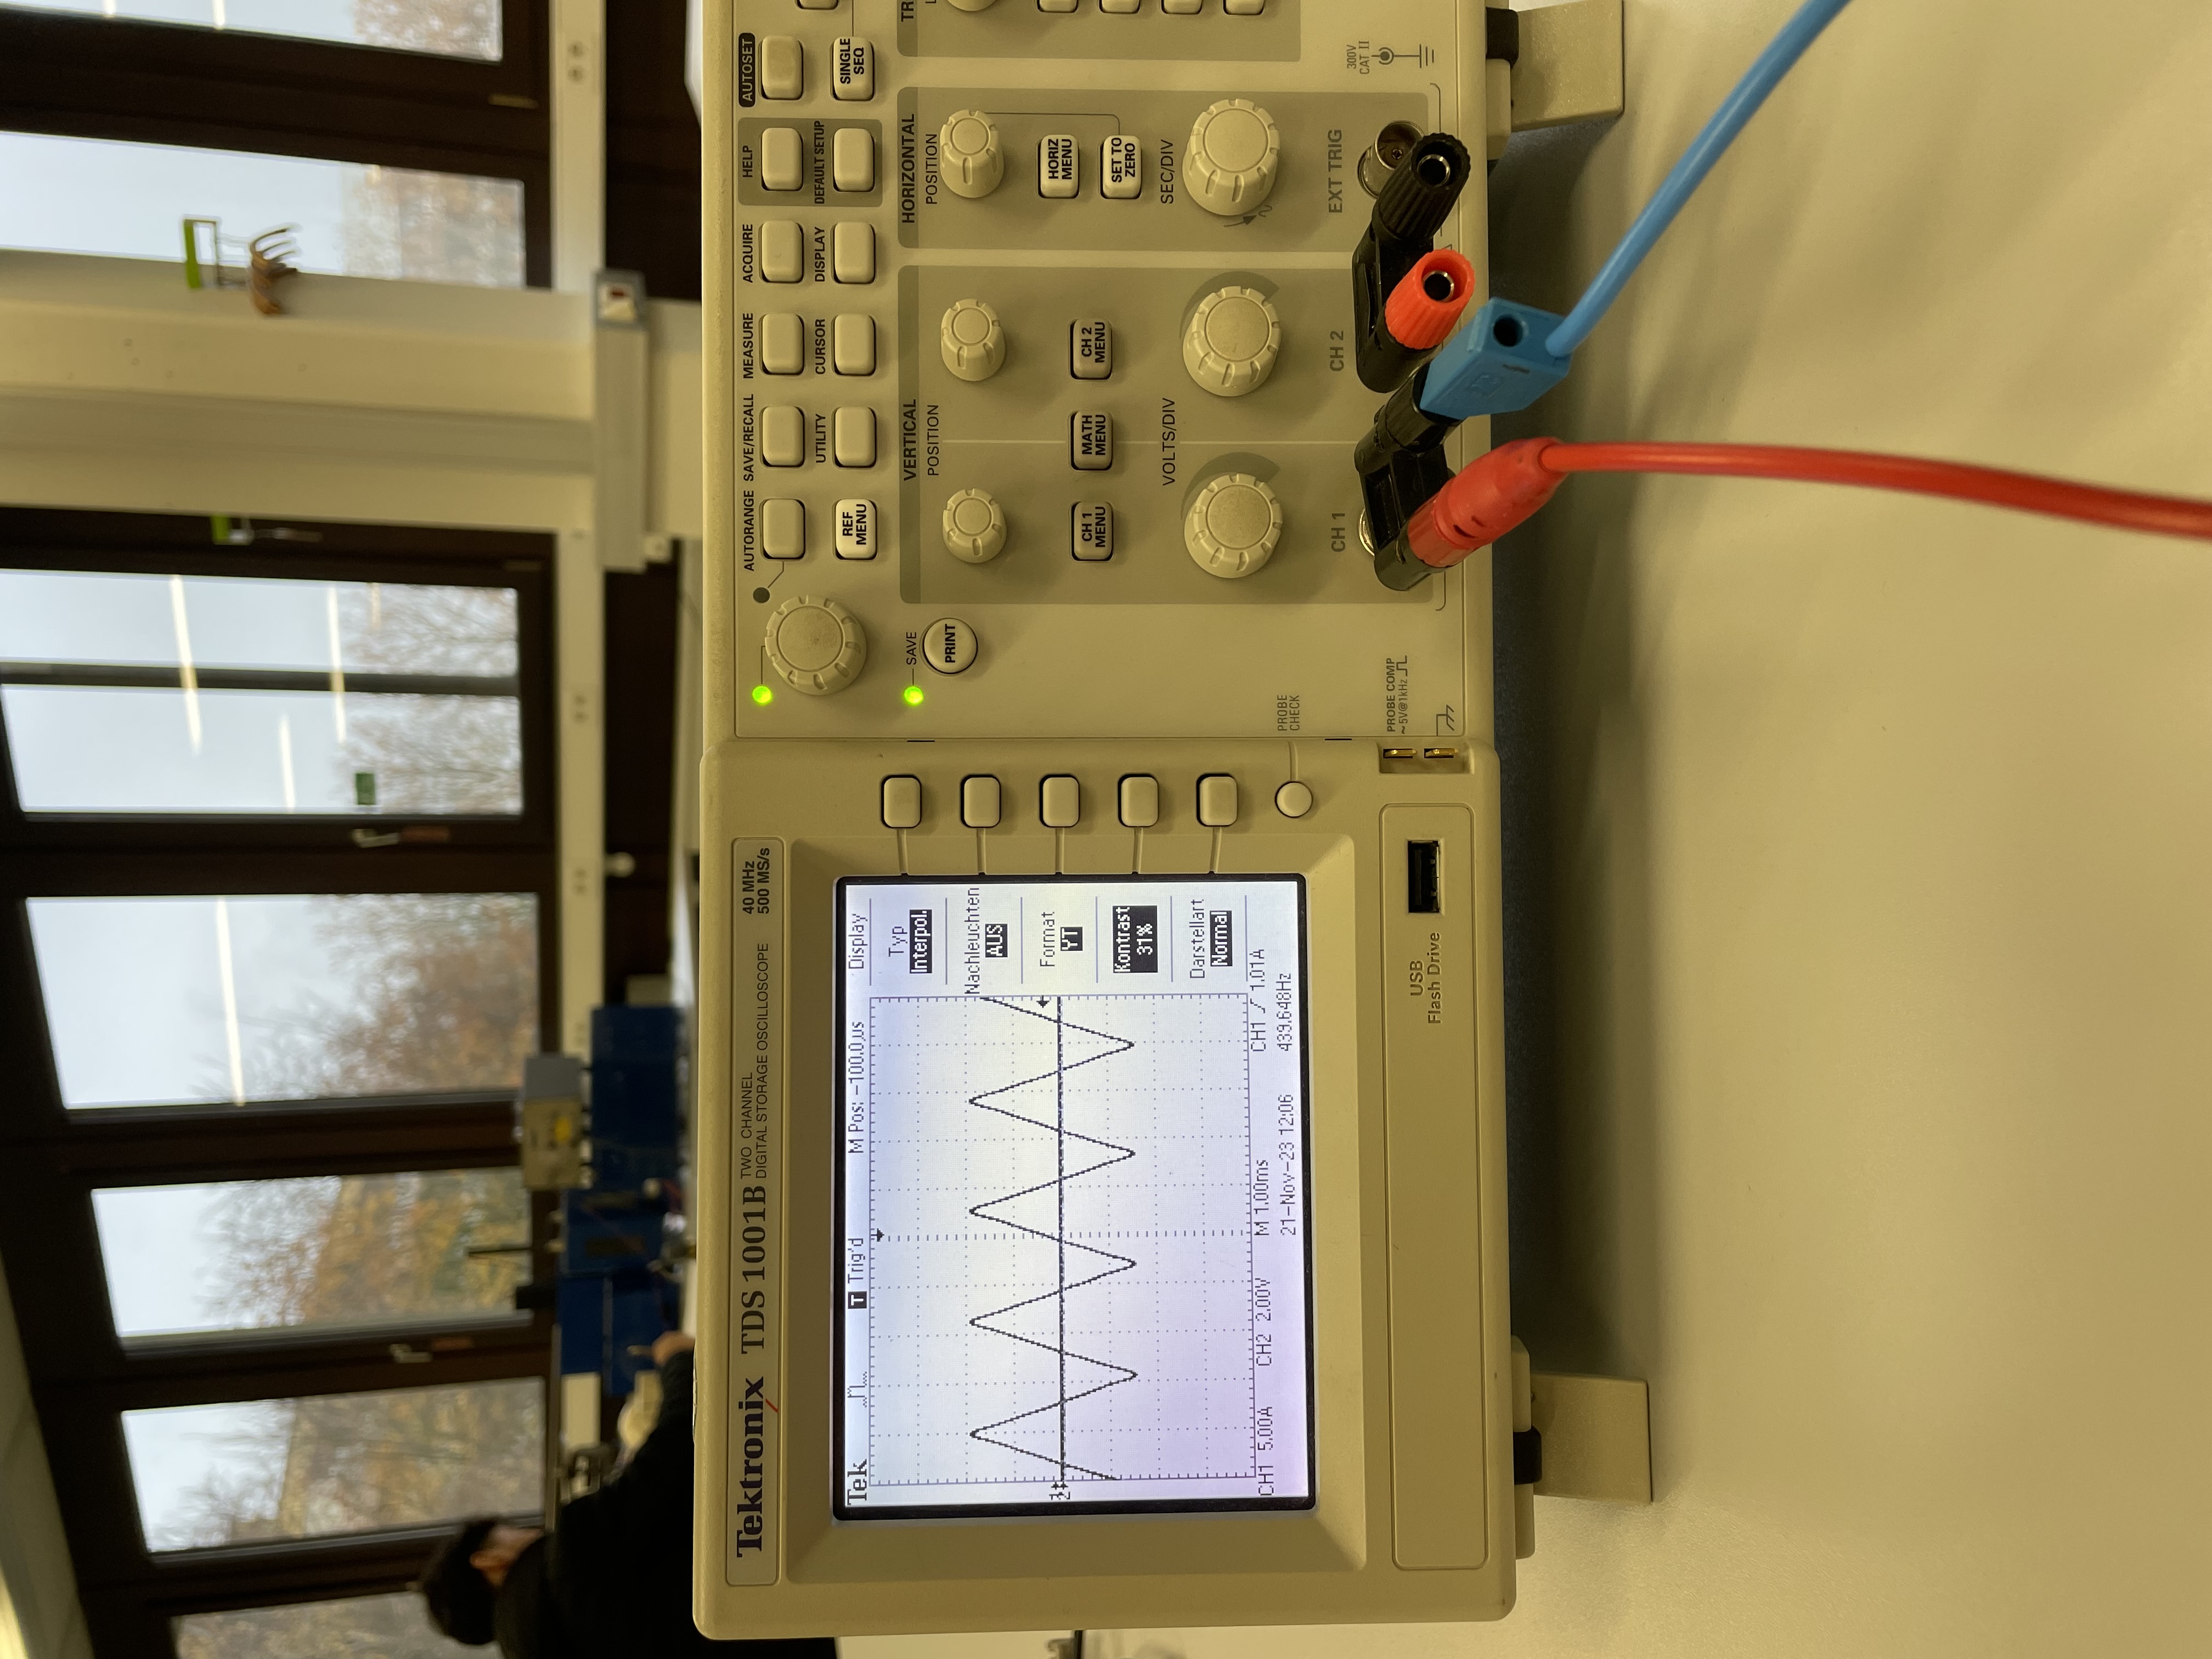 Tektronix TDS 1001B TWO CHANNEL DIGITAL STORAGE OSCILLOSCOPE 40 MHz 500 MS/s
Tek T Trig'd M Pos: -100.0µs Display
Typ
Interpol.
Nachleuchten
AUS
Format
YT
Kontrast
31%
Darstellart
Normal
1
2
CH1 5.00A CH2 2.00V M 1.00ms CH1 1.01A
21-Nov-23 12:06 439.648Hz
USB
Flash Drive
AUTORANGE SAVE/RECALL MEASURE ACQUIRE HELP AUTOSET
UTILITY CURSOR DISPLAY DEFAULT SETUP
REF
MENU
SINGLE
SEQ
SAVE
PRINT
VERTICAL
POSITION
CH 1
MENU
MATH
MENU
CH 2
MENU
VOLTS/DIV
CH 1
CH 2
HORIZONTAL
POSITION
HORIZ
MENU
SET TO
ZERO
SEC/DIV
EXT TRIG
TR
L
PROBE
CHECK
PROBE COMP
~5V@1kHz
300V
CAT II